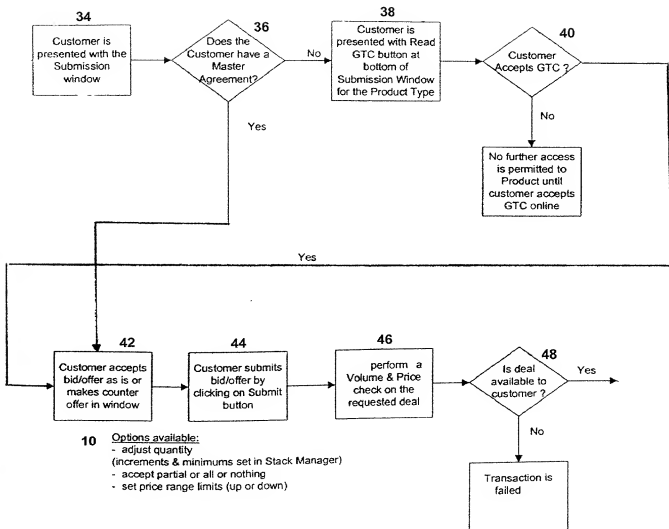 34
Customer is
presented with the
Submission
window
36
Does the
Customer have a
Master
Agreement?
No
Yes
38
Customer is
presented with Read
GTC button at
bottom of
Submission Window
for the Product Type
40
Customer
Accepts GTC ?
No
No further access
is permitted to
Product until
customer accepts
GTC online
Yes
42
Customer accepts
bid/offer as is or
makes counter
offer in window
44
Customer submits
bid/offer by
clicking on Submit
button
46
perform a
Volume & Price
check on the
requested deal
48
Is deal
available to
customer ?
Yes
No
Transaction is
failed
10
Options available:
- adjust quantity
(increments & minimums set in Stack Manager)
- accept partial or all or nothing
- set price range limits (up or down)